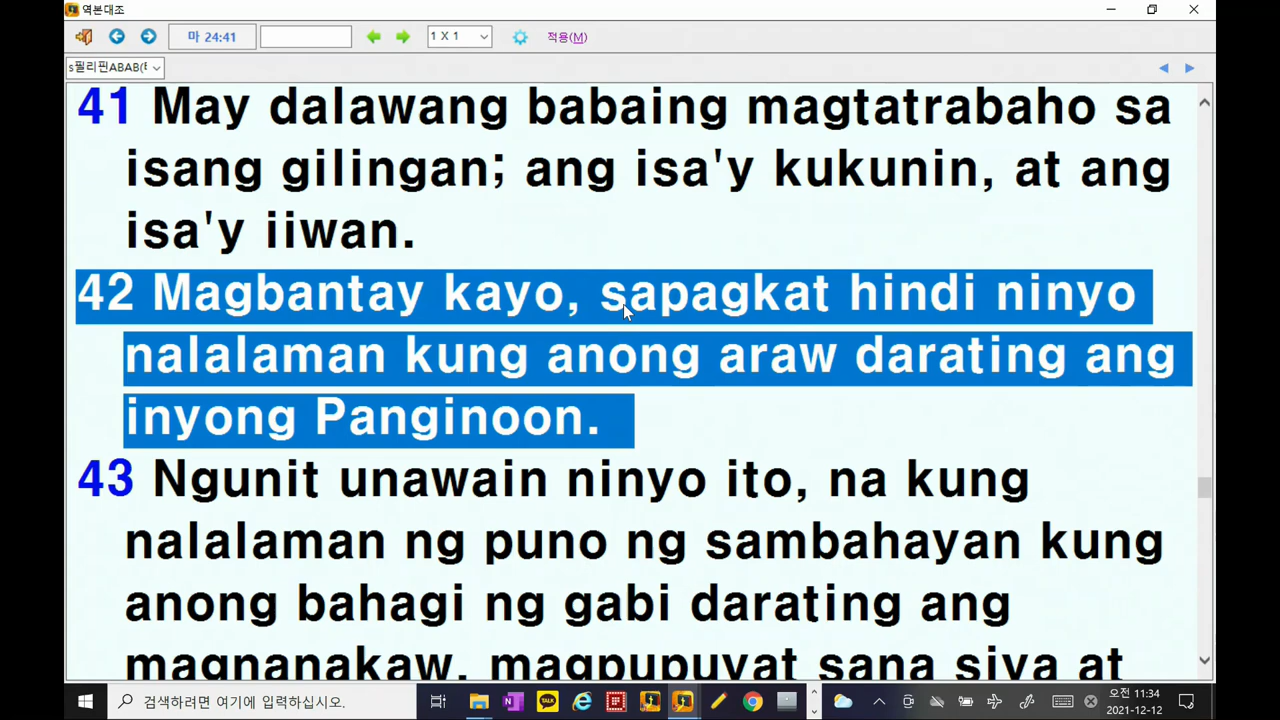 역본대조
마 24:41
1 X 1
적용(M)
s필리핀ABAB(
41 May dalawang babaing magtatrabaho sa
isang gilingan; ang isa'y kukunin, at ang
isa'y iiwan.
42 Magbantay kayo, sapagkat hindi ninyo
nalalaman kung anong araw darating ang
inyong Panginoon.
43 Ngunit unawain ninyo ito, na kung
nalalaman ng puno ng sambahayan kung
anong bahagi ng gabi darating ang
magnanakaw, magpupuyat sana siya at
검색하려면 여기에 입력하십시오.
TALK
오전 11:34
2021-12-12